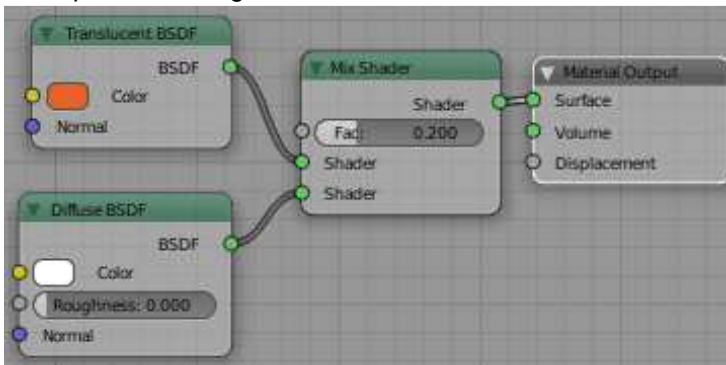 Translucent BSDF
BSDF
Color
Normal
Mix Shader
Shader
Fac: 0.200
Shader
Shader
Material Output
Surface
Volume
Displacement
Diffuse BSDF
BSDF
Color
Roughness: 0.000
Normal